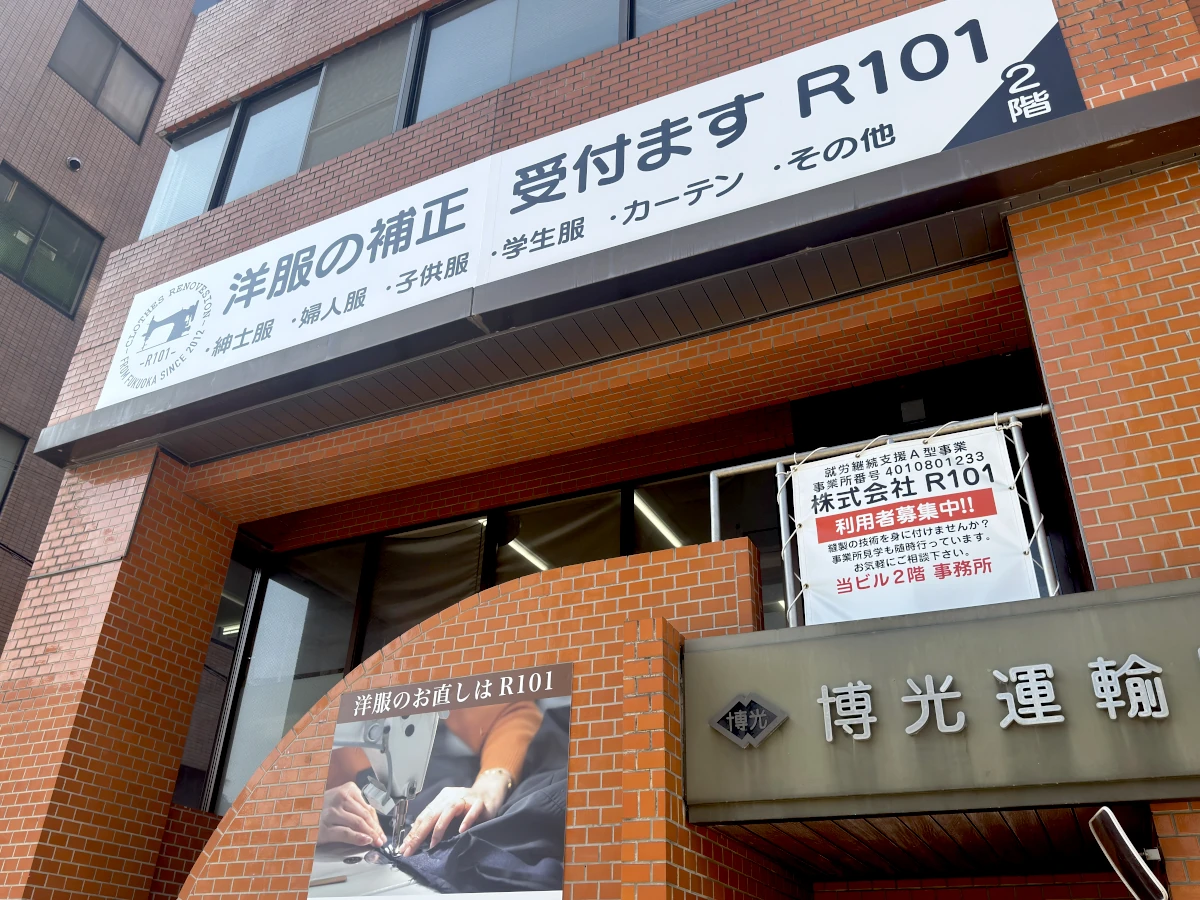 洋服の補正 受付ます R101
2階
・紳士服 ・婦人服 ・子供服 ・学生服 ・カーテン ・その他
CLOTHES RENOVESTION
-R101-
FROM FUKUOKA SINCE 2012
就労継続支援A型事業
事業所番号 4010801233
株式会社 R101
利用者募集中!!
縫製の技術を身に付けませんか?
事業所見学も随時行っています。
お気軽にご相談下さい。
当ビル2階 事務所
洋服のお直しは R101
博光
博光運輸